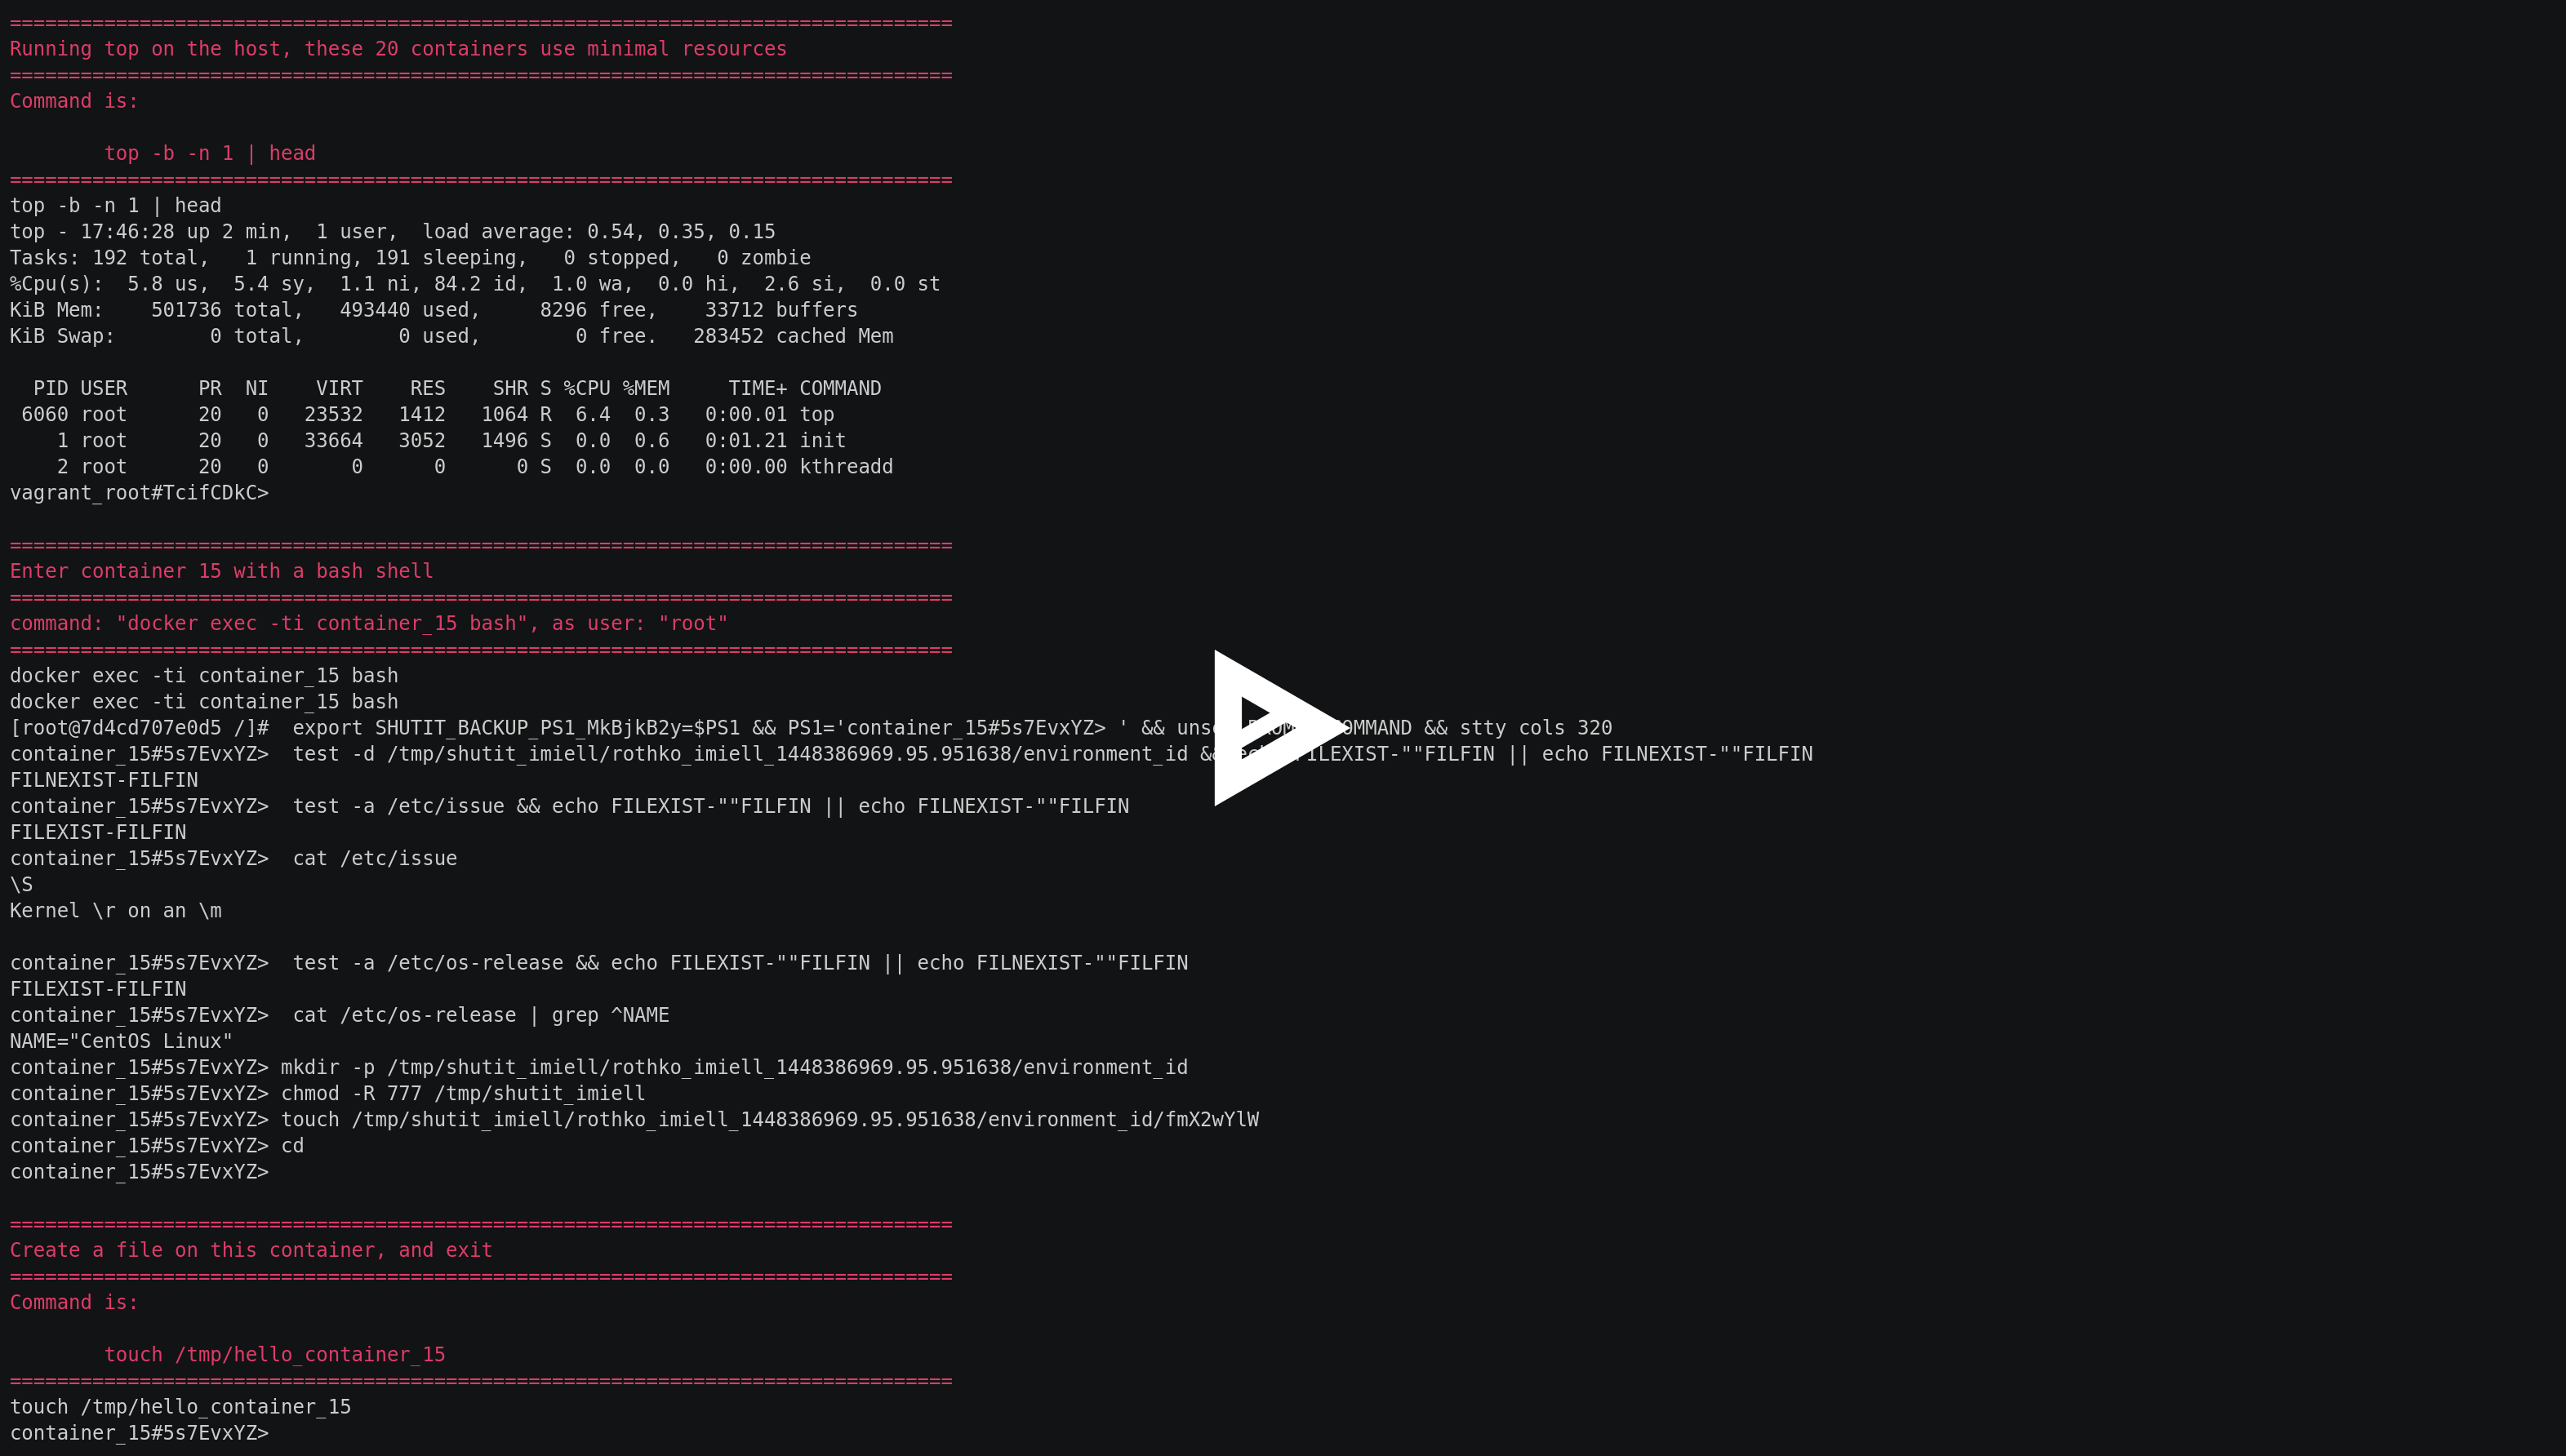 ================================================================================
Running top on the host, these 20 containers use minimal resources
================================================================================
Command is:
        top -b -n 1 | head
================================================================================
top -b -n 1 | head
top - 17:46:28 up 2 min,  1 user,  load average: 0.54, 0.35, 0.15
Tasks: 192 total,   1 running, 191 sleeping,   0 stopped,   0 zombie
%Cpu(s):  5.8 us,  5.4 sy,  1.1 ni, 84.2 id,  1.0 wa,  0.0 hi,  2.6 si,  0.0 st
KiB Mem:    501736 total,   493440 used,     8296 free,    33712 buffers
KiB Swap:        0 total,        0 used,        0 free.   283452 cached Mem
  PID USER      PR  NI    VIRT    RES    SHR S %CPU %MEM     TIME+ COMMAND
 6060 root      20   0   23532   1412   1064 R  6.4  0.3   0:00.01 top
    1 root      20   0   33664   3052   1496 S  0.0  0.6   0:01.21 init
    2 root      20   0       0      0      0 S  0.0  0.0   0:00.00 kthreadd
vagrant_root#TcifCDkC>
================================================================================
Enter container 15 with a bash shell
================================================================================
command: "docker exec -ti container_15 bash", as user: "root"
================================================================================
docker exec -ti container_15 bash
docker exec -ti container_15 bash
[root@7d4cd707e0d5 /]#  export SHUTIT_BACKUP_PS1_MkBjkB2y=$PS1 && PS1='container_15#5s7EvxYZ> ' && && stty cols 320
container_15#5s7EvxYZ>  test -d /tmp/shutit_imiell/rothko_imiell_1448386969.95.951638/environment_id FILEXIST-""FILFIN || echo FILNEXIST-""FILFIN
FILNEXIST-FILFIN
container_15#5s7EvxYZ>  test -a /etc/issue && echo FILEXIST-""FILFIN || echo FILNEXIST-""FILFIN
FILEXIST-FILFIN
container_15#5s7EvxYZ>  cat /etc/issue
\S
Kernel \r on an \m
container_15#5s7EvxYZ>  test -a /etc/os-release && echo FILEXIST-""FILFIN || echo FILNEXIST-""FILFIN
FILEXIST-FILFIN
container_15#5s7EvxYZ>  cat /etc/os-release | grep ^NAME
NAME="CentOS Linux"
container_15#5s7EvxYZ> mkdir -p /tmp/shutit_imiell/rothko_imiell_1448386969.95.951638/environment_id
container_15#5s7EvxYZ> chmod -R 777 /tmp/shutit_imiell
container_15#5s7EvxYZ> touch /tmp/shutit_imiell/rothko_imiell_1448386969.95.951638/environment_id/fmX2wYlW
container_15#5s7EvxYZ> cd
container_15#5s7EvxYZ>
================================================================================
Create a file on this container, and exit
================================================================================
Command is:
        touch /tmp/hello_container_15
================================================================================
touch /tmp/hello_container_15
container_15#5s7EvxYZ>